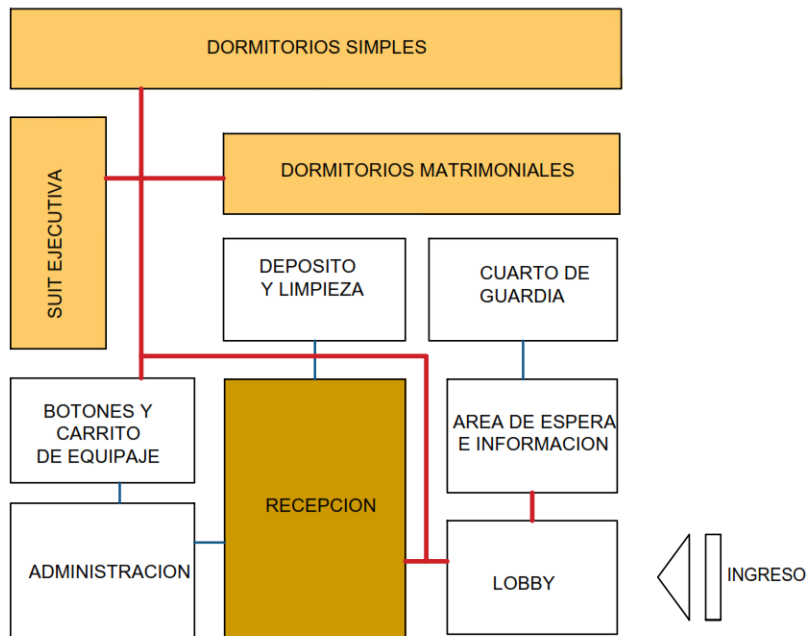 DORMITORIOS SIMPLES
SUIT EJECUTIVA
DORMITORIOS MATRIMONIALES
DEPOSITO
Y LIMPIEZA
CUARTO DE
GUARDIA
BOTONES Y
CARRITO
DE EQUIPAJE
AREA DE ESPERA
E INFORMACION
RECEPCION
ADMINISTRACION
LOBBY
INGRESO